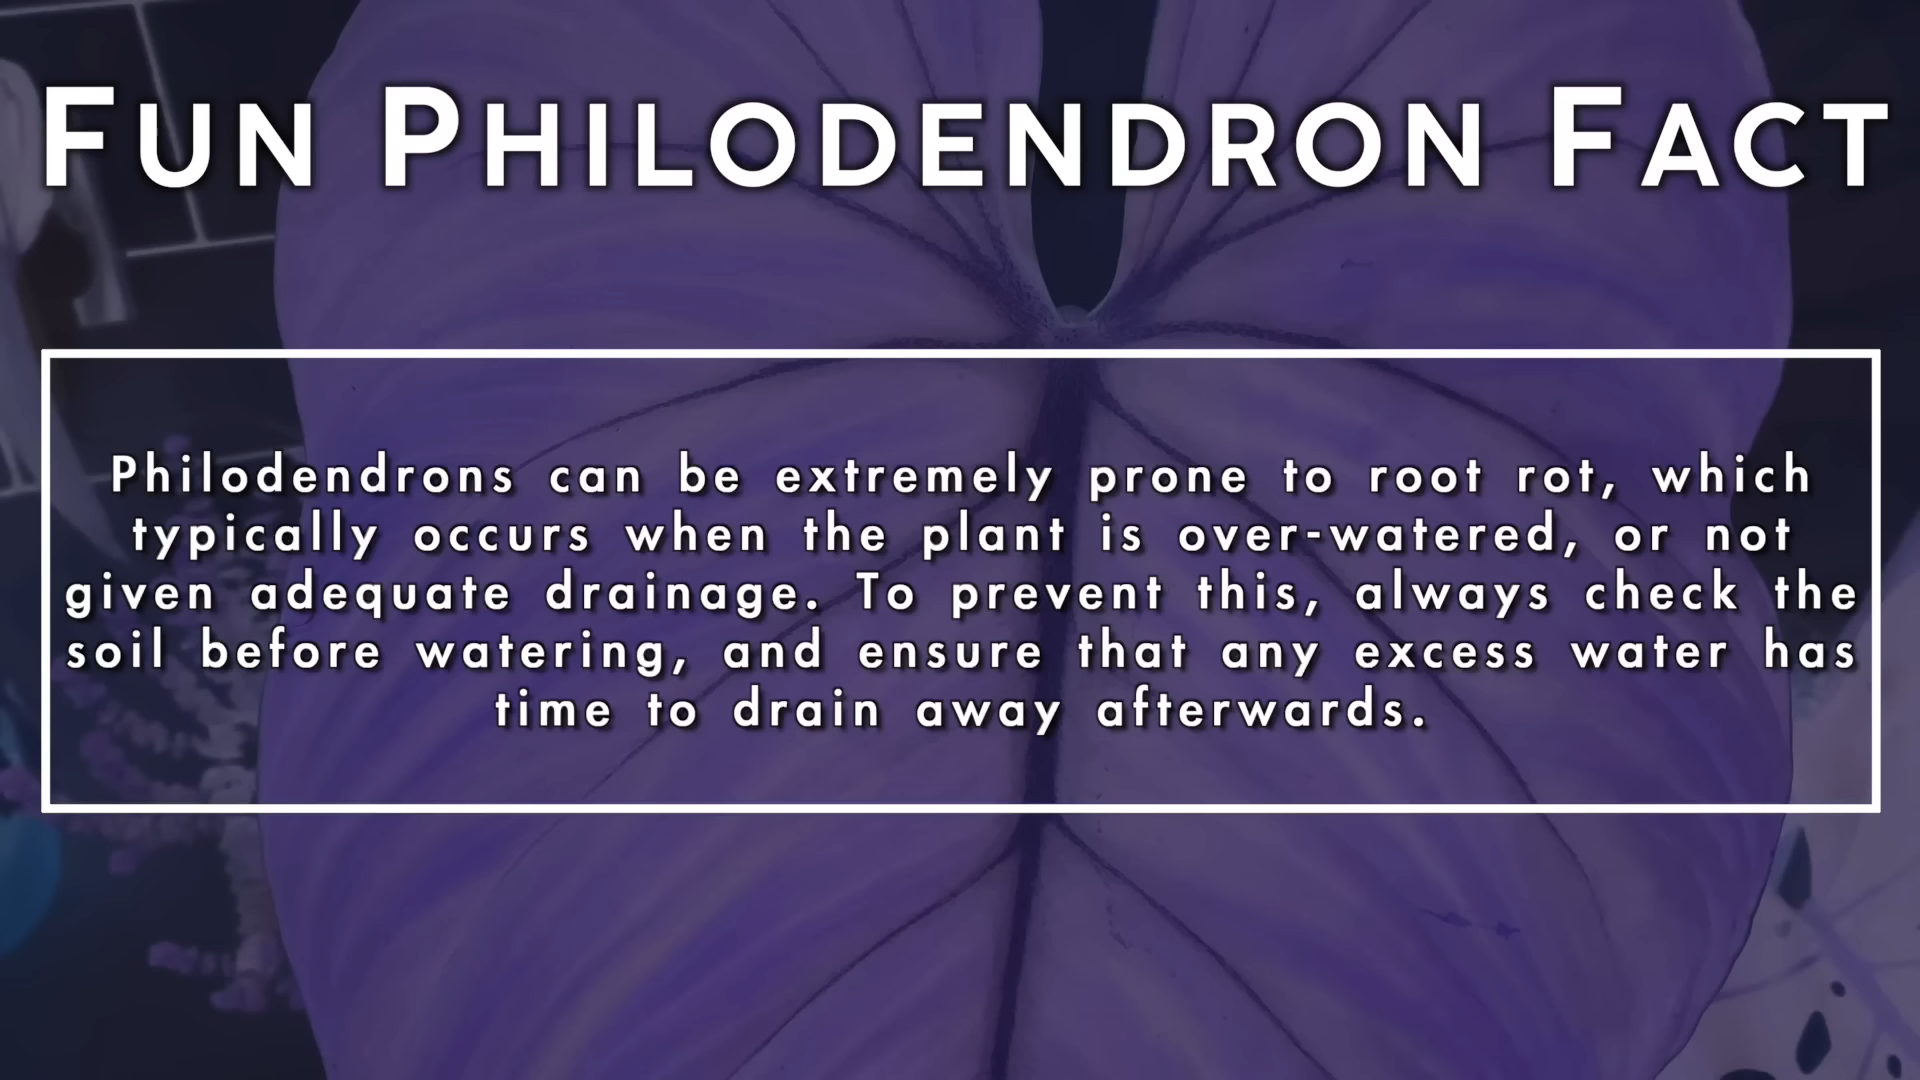 FUN PHILODENDRON FACT
Philodendrons can be extremely prone to root rot, which
typically occurs when the plant is over-watered, or not
given adequate drainage. To prevent this, always check the
soil before watering, and ensure that any excess water has
time to drain away afterwards.